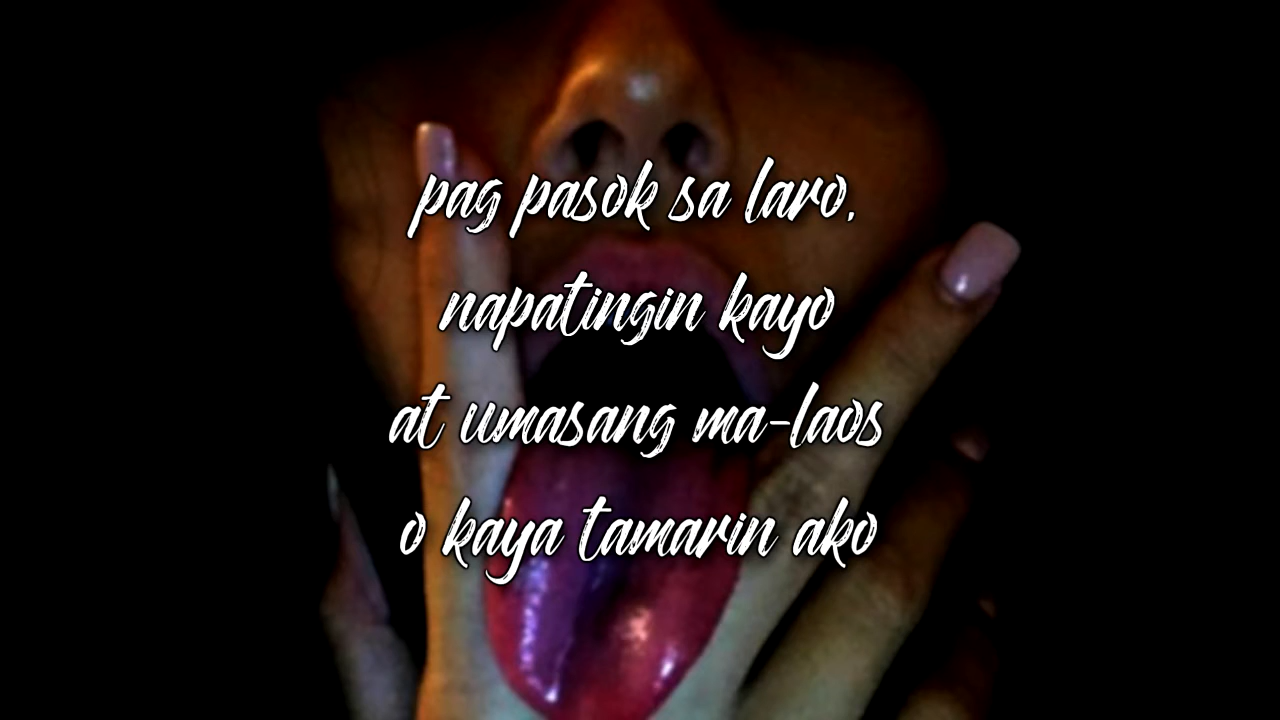 pag pasok sa laro,
napatingin kayo
at umasang ma-laos
o kaya tamarin ako